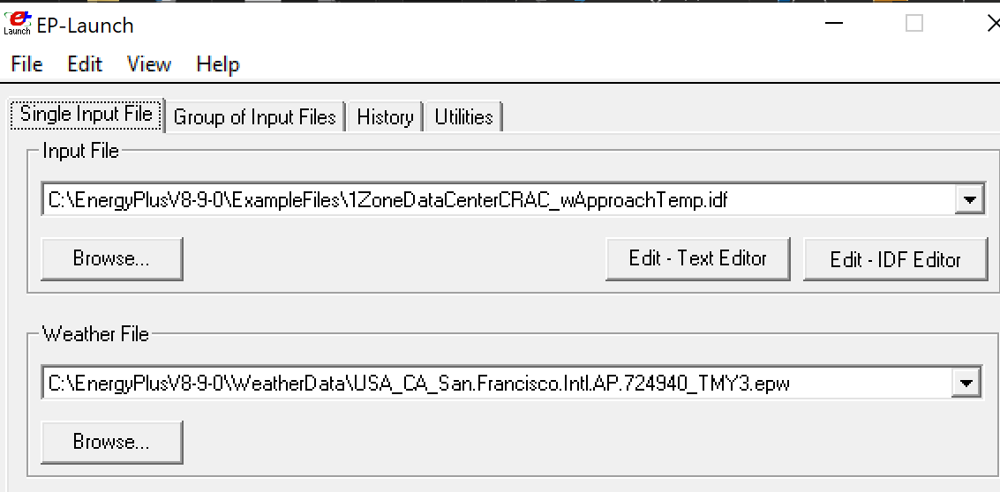 Launch EP-Launch
File Edit View Help
Single Input File Group of Input Files History Utilities
Input File
C:\EnergyPlusV8-9-0\ExampleFiles\1ZoneDataCenterCRAC_wApproachTemp.idf
Browse... Edit - Text Editor Edit - IDF Editor
Weather File
C:\EnergyPlusV8-9-0\WeatherData\USA_CA_San.Francisco.Intl.AP.724940_TMY3.epw
Browse...